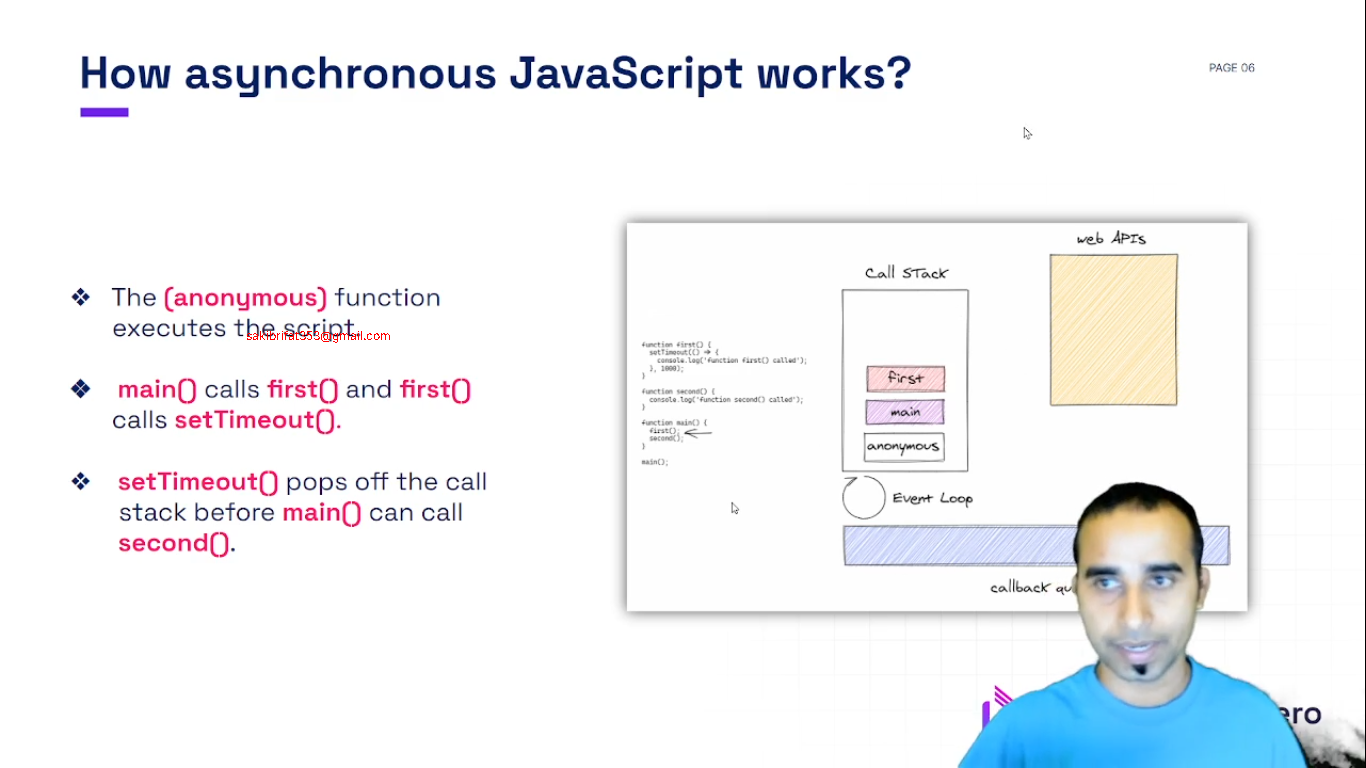 How asynchronous JavaScript works?
PAGE 06
❖ The (anonymous) function
executes the script.
sakibrifat953@gmail.com
❖ main() calls first() and first()
calls setTimeout().
❖ setTimeout() pops off the call
stack before main() can call
second().
function first() {
setTimeout(() => {
console.log('function first() called');
}, 1000);
}
function second() {
console.log('function second() called');
}
function main() {
first();
second();
}
main();
Call Stack
first
main
anonymous
web APIs
Event Loop
callback qu
ero